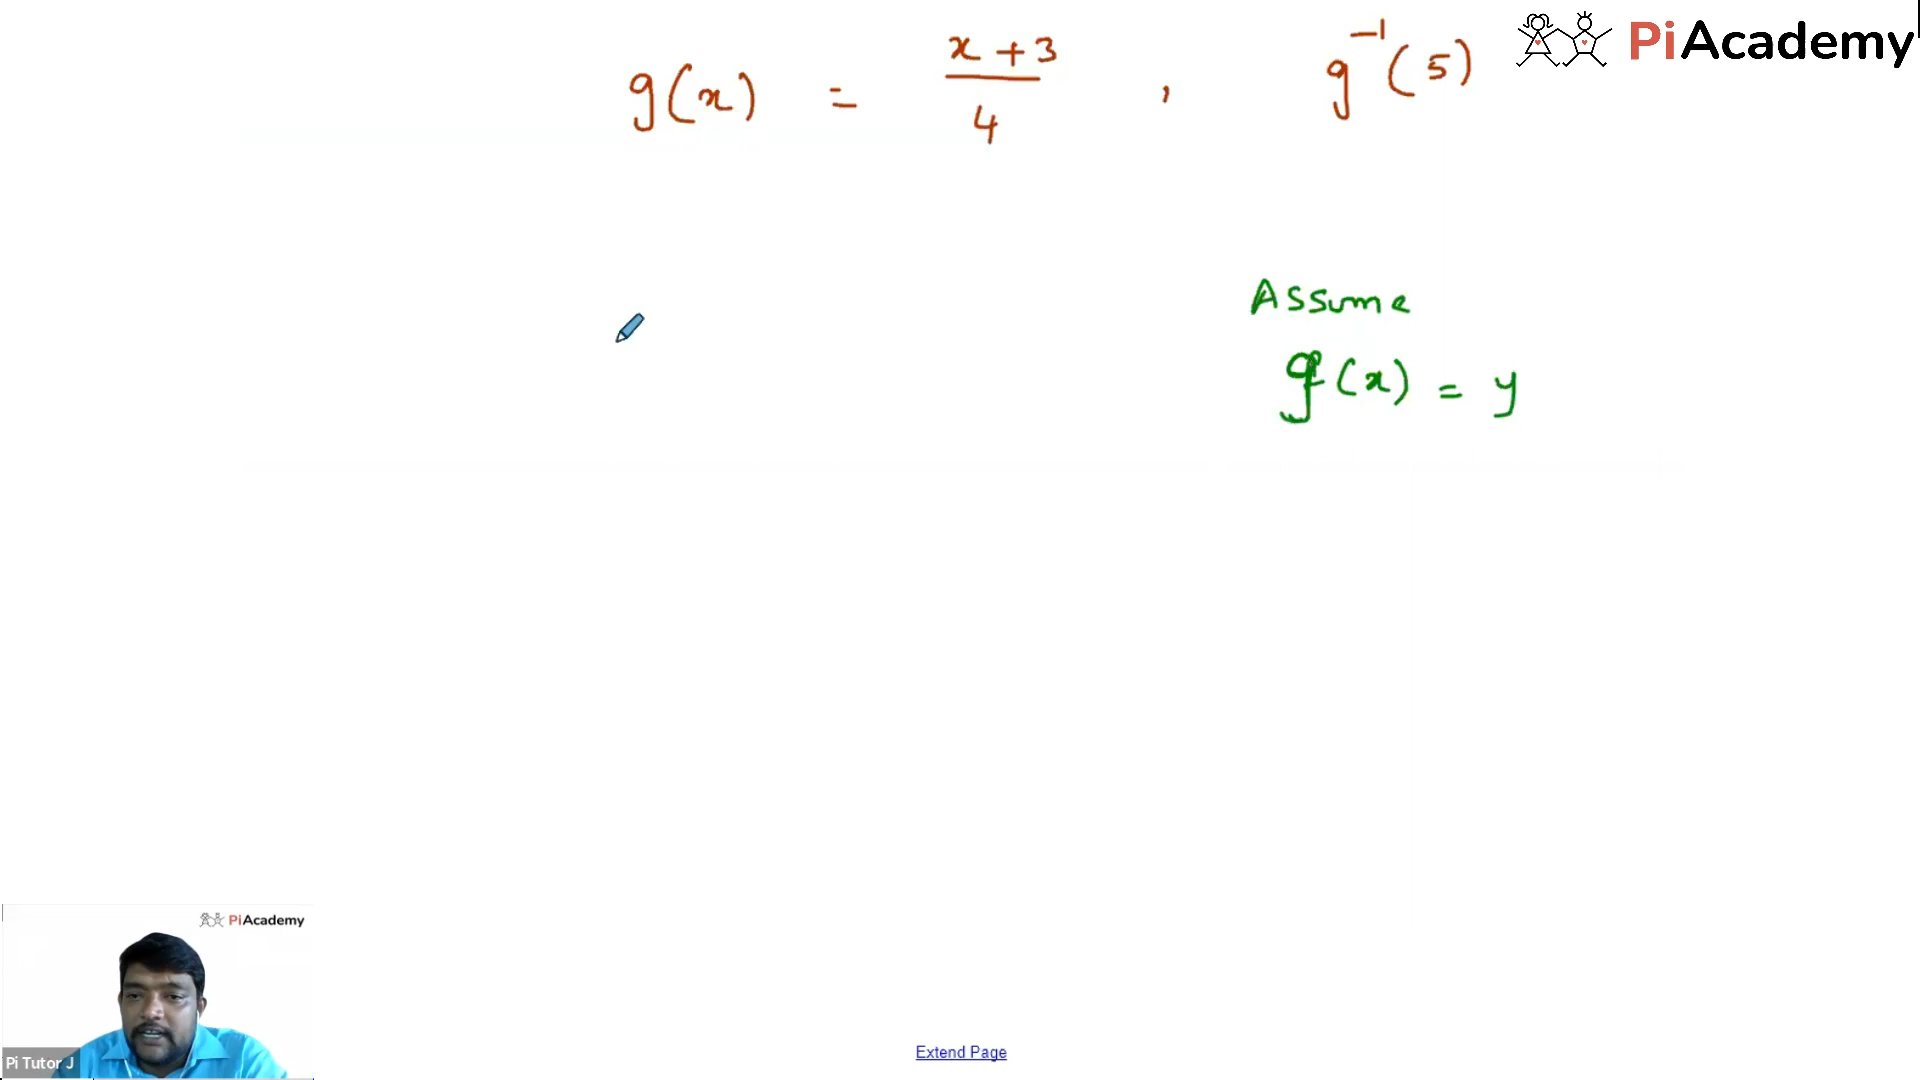 g(x) = x + 3 / 4 , g⁻¹(5)
PiAcademy
Assume
g(x) = y
PiAcademy
Pi Tutor J
Extend Page